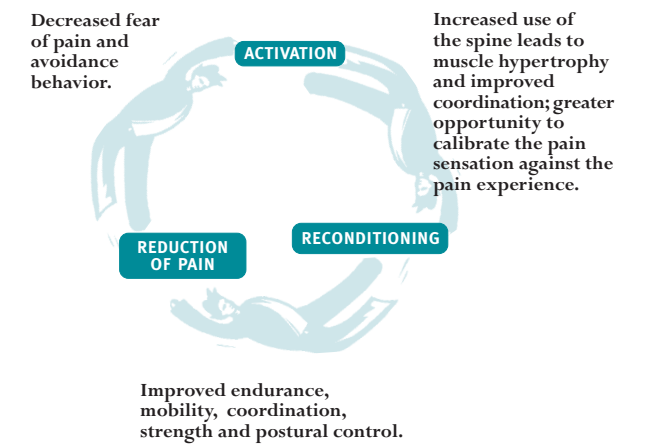 Decreased fear
of pain and
avoidance
behavior.
ACTIVATION
Increased use of
the spine leads to
muscle hypertrophy
and improved
coordination; greater
opportunity to
calibrate the pain
sensation against the
pain experience.
RECONDITIONING
REDUCTION
OF PAIN
Improved endurance,
mobility, coordination,
strength and postural control.